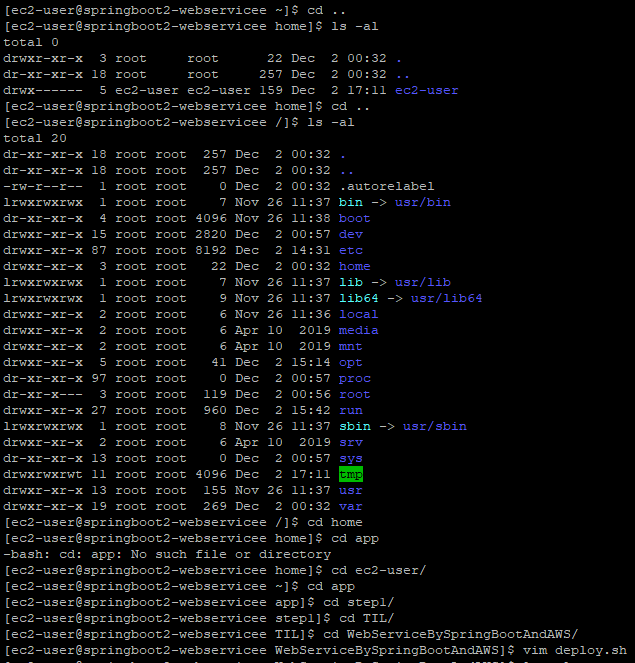 [ec2-user@springboot2-webservicee ~]$ cd ..
[ec2-user@springboot2-webservicee home]$ ls -al
total 0
drwxr-xr-x  3 root     root      22 Dec  2 00:32 .
dr-xr-xr-x 18 root     root     257 Dec  2 00:32 ..
drwx------  5 ec2-user ec2-user 159 Dec  2 17:11 ec2-user
[ec2-user@springboot2-webservicee home]$ cd ..
[ec2-user@springboot2-webservicee /]$ ls -al
total 20
dr-xr-xr-x 18 root root  257 Dec  2 00:32 .
dr-xr-xr-x 18 root root  257 Dec  2 00:32 ..
-rw-r--r--  1 root root    0 Dec  2 00:32 .autorelabel
lrwxrwxrwx  1 root root    7 Nov 26 11:37 bin -> usr/bin
dr-xr-xr-x  4 root root 4096 Nov 26 11:38 boot
drwxr-xr-x 15 root root 2820 Dec  2 00:57 dev
drwxr-xr-x 87 root root 8192 Dec  2 14:31 etc
drwxr-xr-x  3 root root   22 Dec  2 00:32 home
lrwxrwxrwx  1 root root    7 Nov 26 11:37 lib -> usr/lib
lrwxrwxrwx  1 root root    9 Nov 26 11:37 lib64 -> usr/lib64
drwxr-xr-x  2 root root    6 Nov 26 11:36 local
drwxr-xr-x  2 root root    6 Apr 10  2019 media
drwxr-xr-x  2 root root    6 Apr 10  2019 mnt
drwxr-xr-x  5 root root   41 Dec  2 15:14 opt
dr-xr-xr-x 97 root root    0 Dec  2 00:57 proc
dr-xr-x---  3 root root  119 Dec  2 00:56 root
drwxr-xr-x 27 root root  960 Dec  2 15:42 run
lrwxrwxrwx  1 root root    8 Nov 26 11:37 sbin -> usr/sbin
drwxr-xr-x  2 root root    6 Apr 10  2019 srv
dr-xr-xr-x 13 root root    0 Dec  2 00:57 sys
drwxrwxrwt 11 root root 4096 Dec  2 17:11 tmp
drwxr-xr-x 13 root root  155 Nov 26 11:37 usr
drwxr-xr-x 19 root root  269 Dec  2 00:32 var
[ec2-user@springboot2-webservicee /]$ cd home
[ec2-user@springboot2-webservicee home]$ cd app
-bash: cd: app: No such file or directory
[ec2-user@springboot2-webservicee home]$ cd ec2-user/
[ec2-user@springboot2-webservicee ~]$ cd app
[ec2-user@springboot2-webservicee app]$ cd step1/
[ec2-user@springboot2-webservicee step1]$ cd TIL/
[ec2-user@springboot2-webservicee TIL]$ cd WebServiceBySpringBootAndAWS/
[ec2-user@springboot2-webservicee WebServiceBySpringBootAndAWS]$ vim deploy.sh